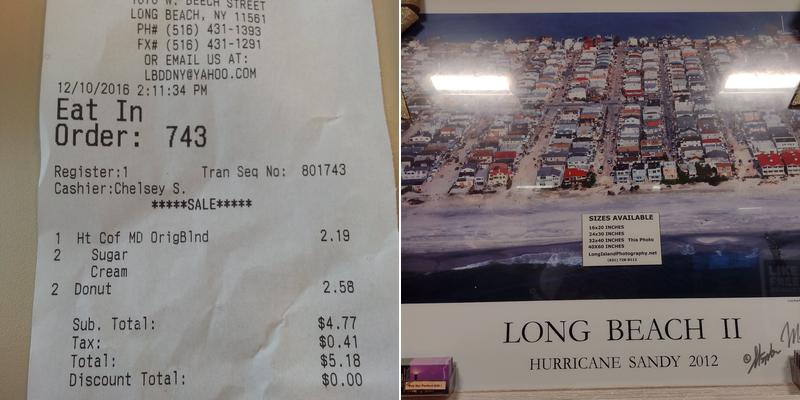 W. BEECH STREET
LONG BEACH, NY 11561
PH# (516) 431-1393
FX# (516) 431-1291
OR EMAIL US AT:
LBDDNY@YAHOO.COM
12/10/2016 2:11:34 PM
Eat In
Order: 743
Register:1 Tran Seq No: 801743
Cashier:Chelsey S.
*****SALE*****
1 Ht Cof MD OrigBlnd 2.19
2 Sugar
Cream
2 Donut 2.58
Sub. Total: $4.77
Tax: $0.41
Total: $5.18
Discount Total: $0.00
SIZES AVAILABLE
16x20 INCHES
24x30 INCHES
32x40 INCHES This Photo
40X60 INCHES
LongIslandPhotography.net
LONG BEACH II
HURRICANE SANDY 2012